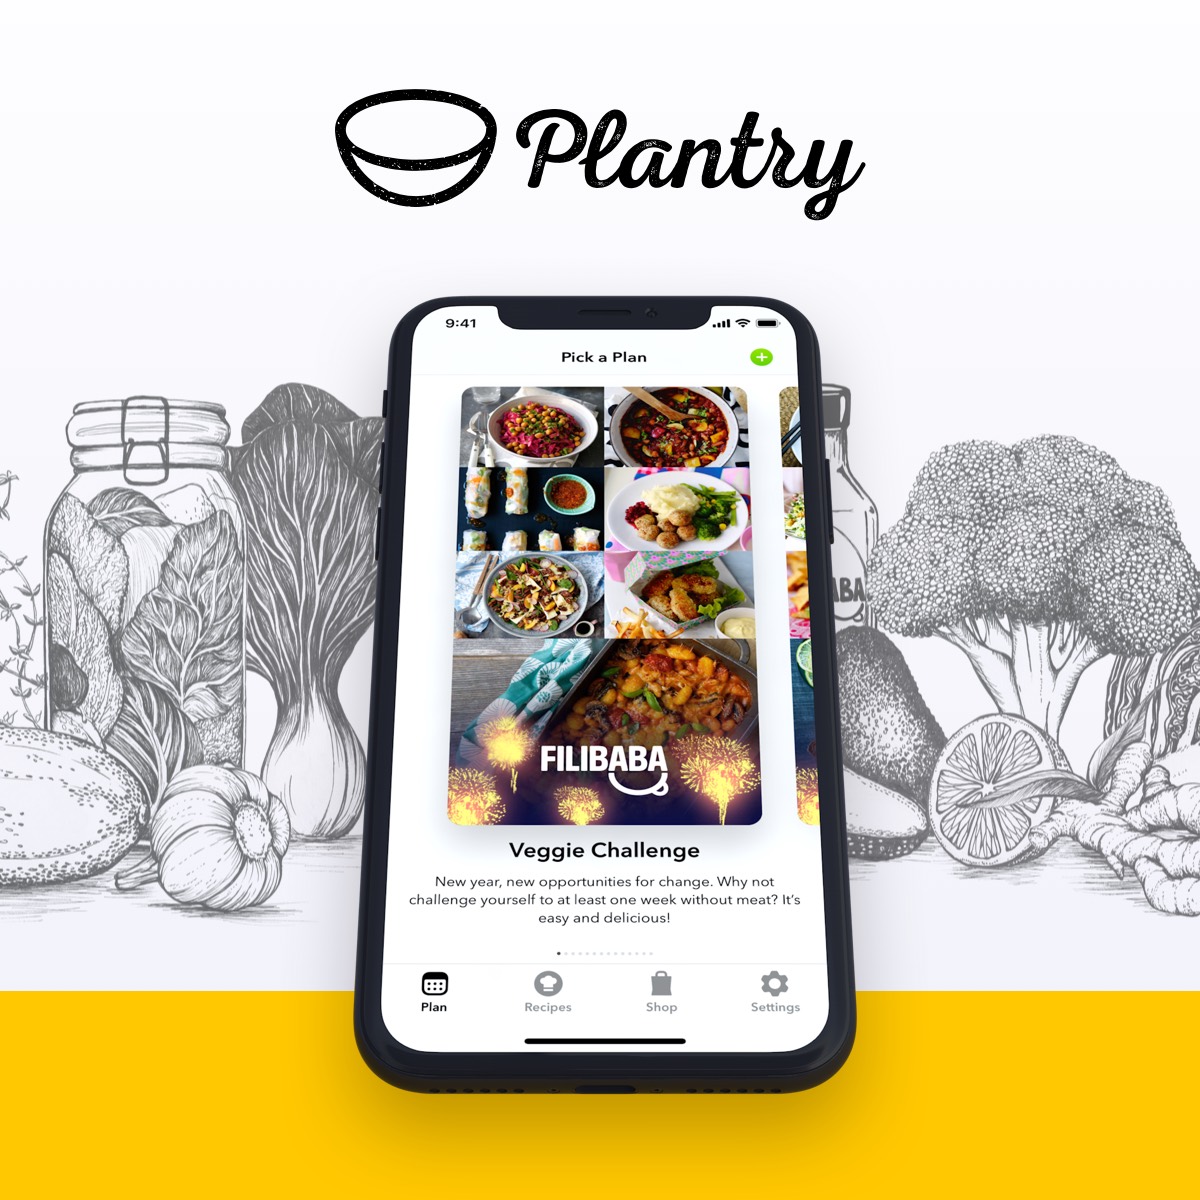 Plantry
9:41
Pick a Plan
FILIBABA
BABA
Veggie Challenge
New year, new opportunities for change. Why not
challenge yourself to at least one week without meat? It's
easy and delicious!
Plan
Recipes
Shop
Settings